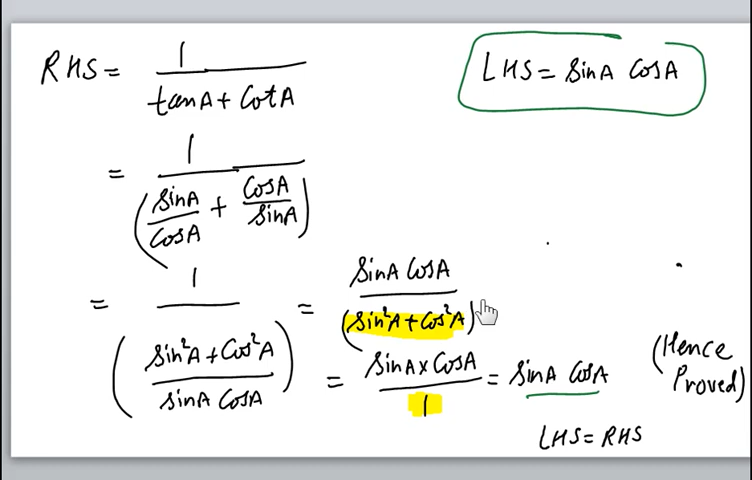 RHS = 1 / (tanA + CotA)
LHS = SinA CosA
= 1 / (SinA/CosA + CosA/SinA)
= 1 / ((Sin²A + Cos²A) / (SinA CosA)) = SinA CosA / (Sin²A + Cos²A)
= SinA × CosA / 1 = SinA CosA
(Hence Proved)
LHS = RHS